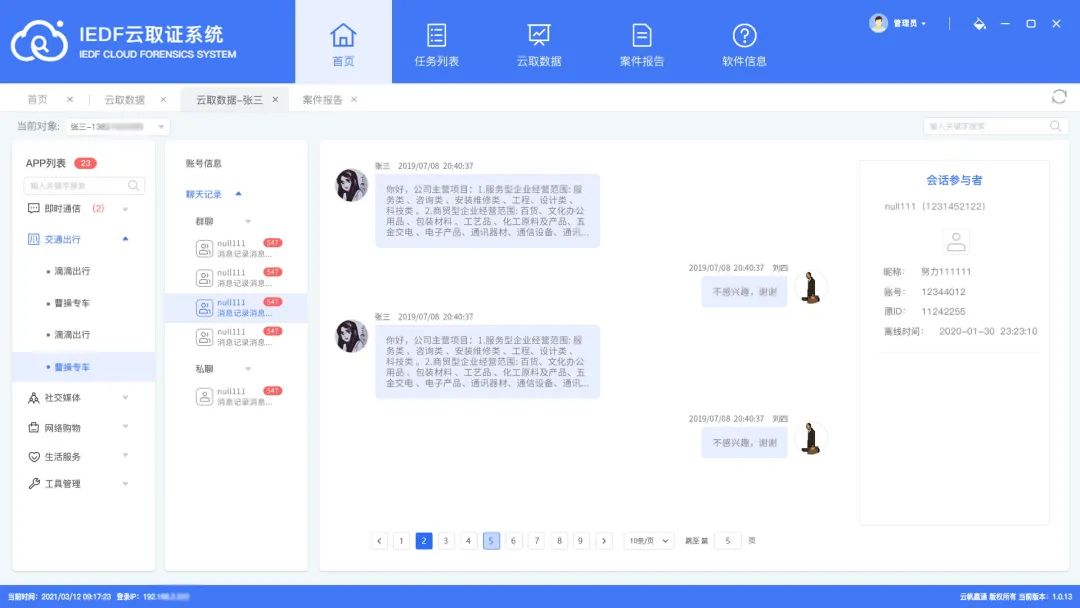 IEDF云取证系统
IEDF CLOUD FORENSICS SYSTEM
首页
任务列表
云取数据
案件报告
软件信息
管理员
首页 ×
云取数据 ×
云取数据-张三 ×
案件报告 ×
当前对象:
张三-138
输入关键字搜索
APP列表 23
输入关键字搜索
即时通信 (2)
交通出行
滴滴出行
曹操专车
滴滴出行
曹操专车
社交媒体
网络购物
生活服务
工具管理
账号信息
聊天记录
群聊
null111 547
消息记录消息...
null111 547
消息记录消息...
null111 547
消息记录消息...
null111 547
消息记录消息...
私聊
null111 547
消息记录消息...
张三 2019/07/08 20:40:37
你好，公司主营项目：1.服务型企业经营范围: 服
务类 、咨询类 、安装维修类 、工程、设计类 、
科技类 。2.商贸型企业经营范围: 百货、文化办公
用品 、包装材料 、工艺品 、化工原料及产品、五
金交电 、电子产品、通讯器材、通信设备、通讯...
2019/07/08 20:40:37 刘四
不感兴趣，谢谢
张三 2019/07/08 20:40:37
你好，公司主营项目：1.服务型企业经营范围: 服
务类 、咨询类 、安装维修类 、工程、设计类 、
科技类 。2.商贸型企业经营范围: 百货、文化办公
用品 、包装材料 、工艺品 、化工原料及产品、五
金交电 、电子产品、通讯器材、通信设备、通讯...
2019/07/08 20:40:37 刘四
不感兴趣，谢谢
< 1 2 3 4 5 6 7 8 9 > 10条/页 跳至 第 5 页
会话参与者
null111（1231452122）
昵称： 努力111111
账号： 12344012
原ID： 11242255
离线时间： 2020-01-30 23:23:10
当前时间：2021/03/12 09:17:23 登录IP：192.168.3.
云帆赢通 版权所有 当前版本：1.0.13